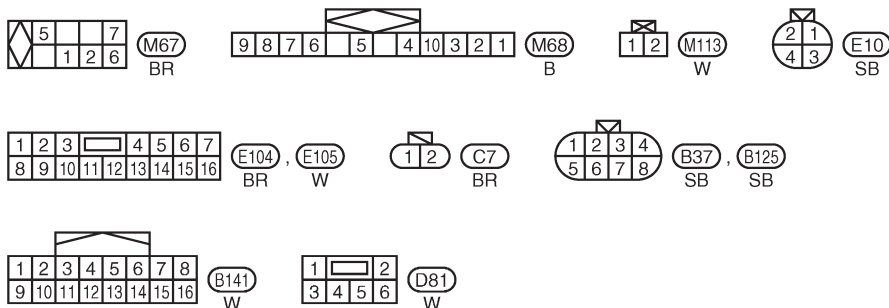 5 7
1 2 6
M67
BR
9 8 7 6 5 4 10 3 2 1
M68
B
1 2
M113
W
2 1
4 3
E10
SB
1 2 3 4 5 6 7
8 9 10 11 12 13 14 15 16
E104 , E105
BR W
1 2
C7
BR
1 2 3 4
5 6 7 8
B37 , B125
SB SB
1 2 3 4 5 6 7 8
9 10 11 12 13 14 15 16
B141
W
1 2
3 4 5 6
D81
W